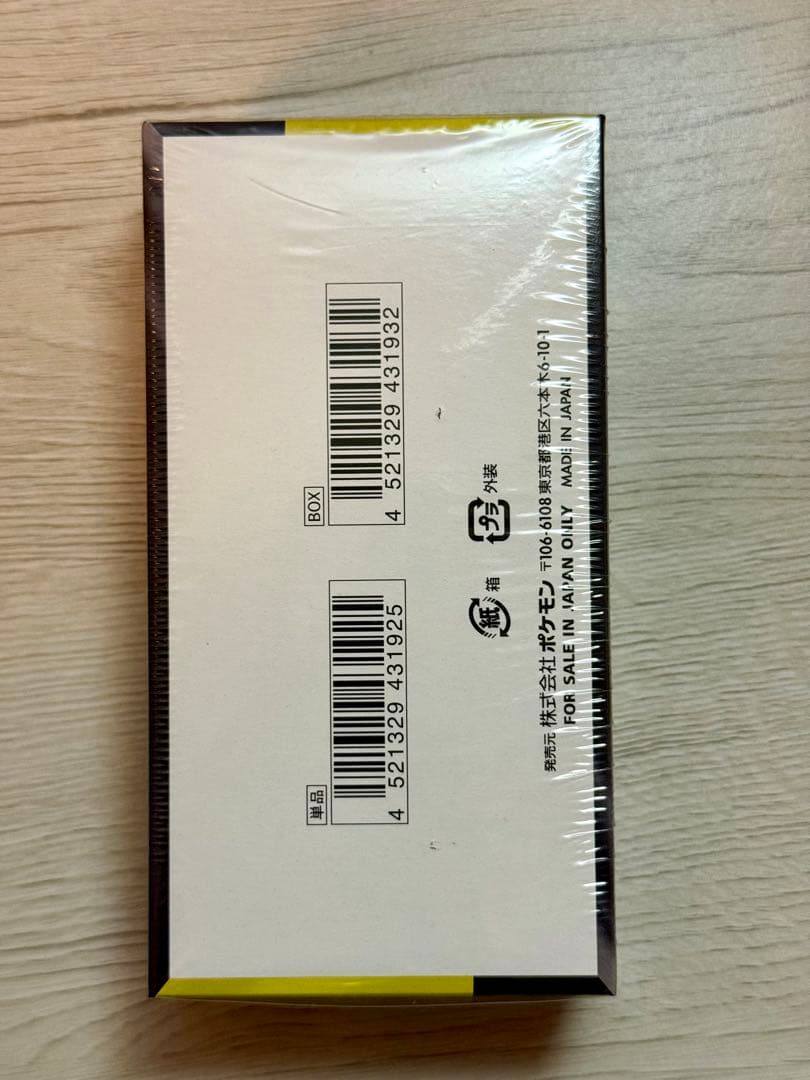 単品
4 521329 431925
BOX
4 521329 431932
紙 箱
プラ 外装
発売元 株式会社 ポケモン 〒106-6108 東京都港区六本木6-10-1
FOR SALE IN JAPAN ONLY MADE IN JAPAN